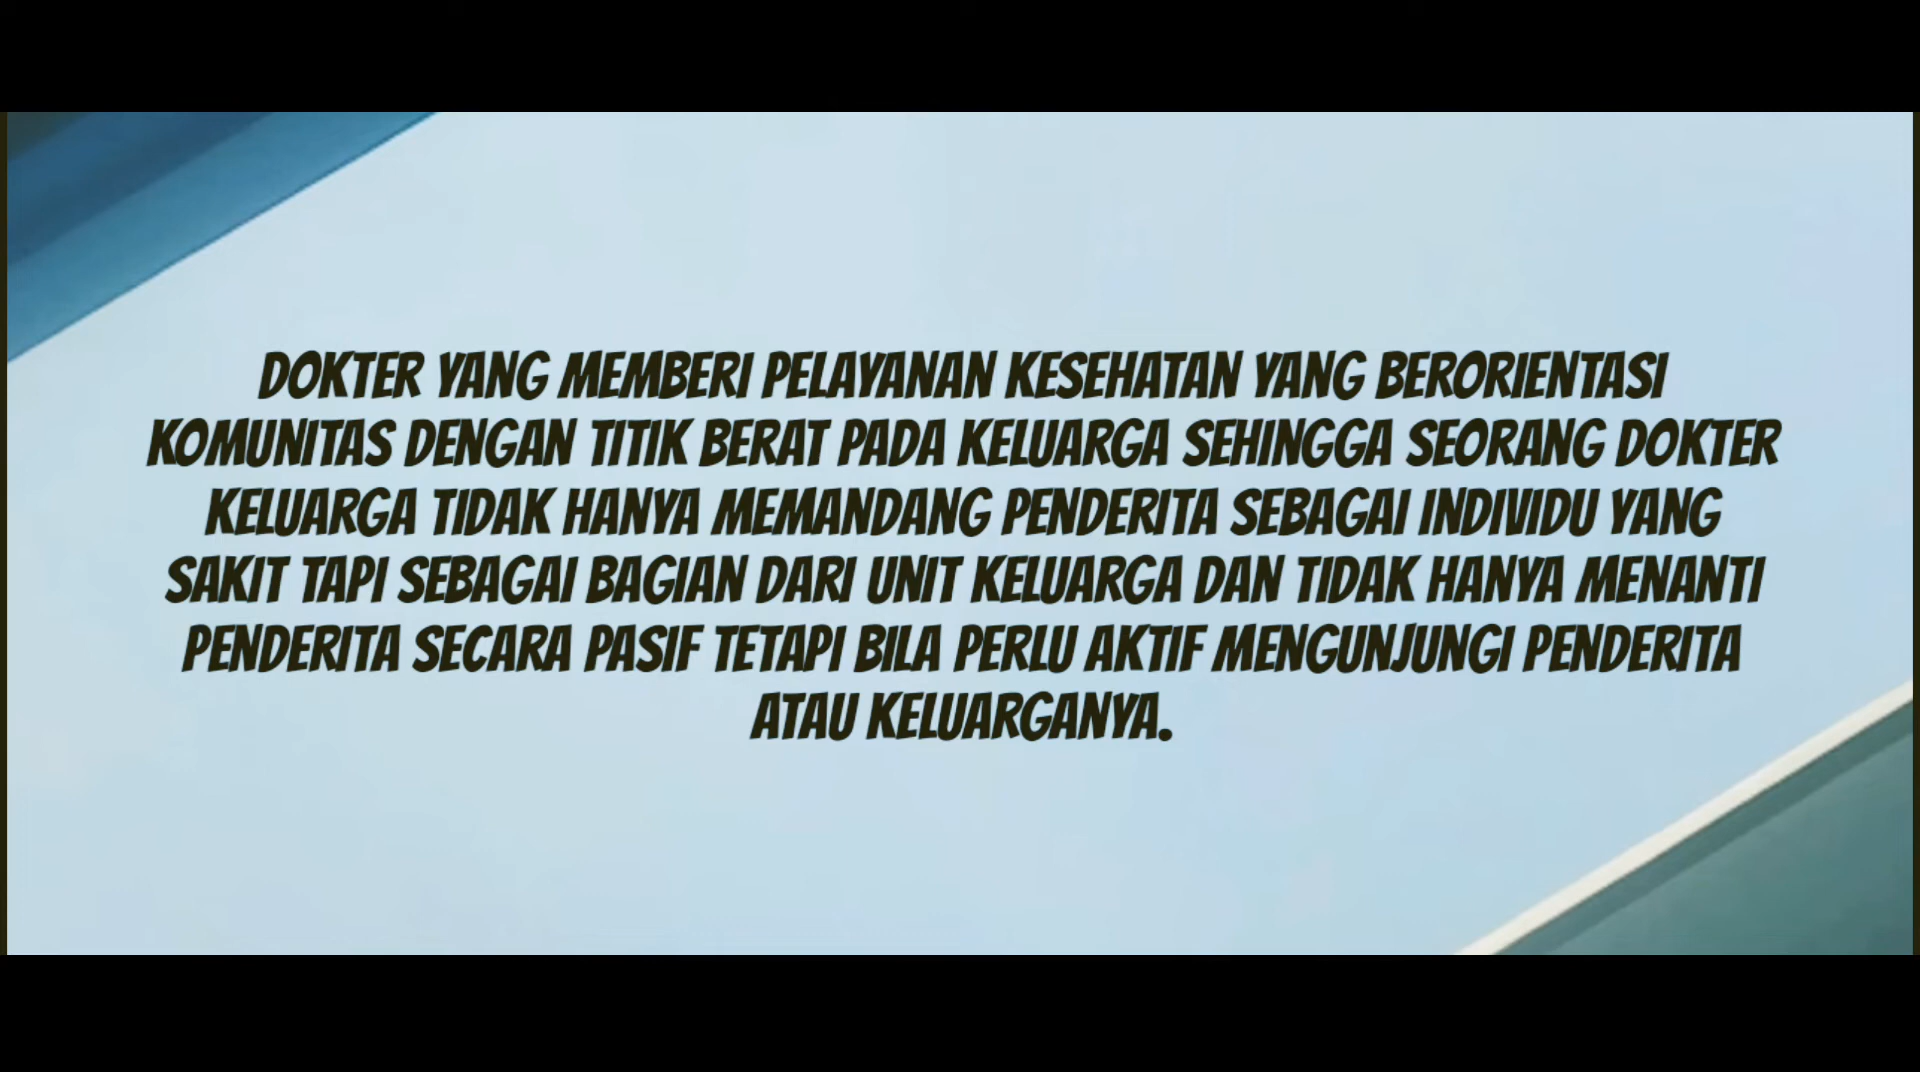 DOKTER YANG MEMBERI PELAYANAN KESEHATAN YANG BERORIENTASI
KOMUNITAS DENGAN TITIK BERAT PADA KELUARGA SEHINGGA SEORANG DOKTER
KELUARGA TIDAK HANYA MEMANDANG PENDERITA SEBAGAI INDIVIDU YANG
SAKIT TAPI SEBAGAI BAGIAN DARI UNIT KELUARGA DAN TIDAK HANYA MENANTI
PENDERITA SECARA PASIF TETAPI BILA PERLU AKTIF MENGUNJUNGI PENDERITA
ATAU KELUARGANYA.